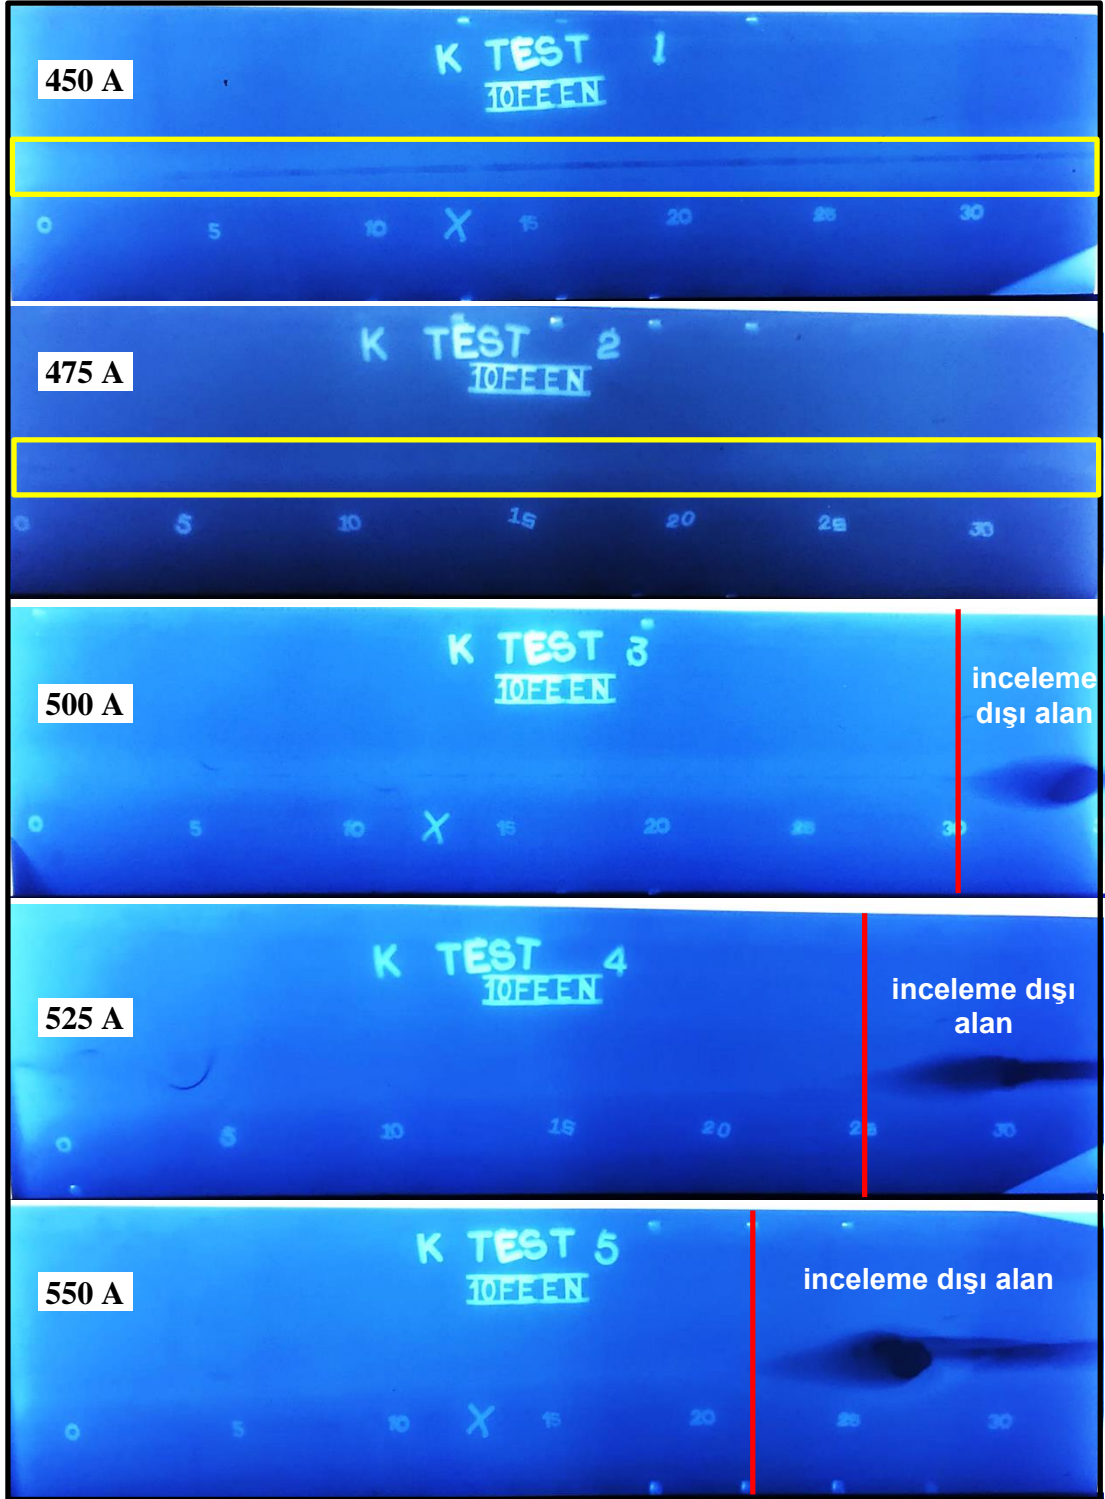 450 A
K TEST 1
10FEEN
0 5 10 X 15 20 25 30
475 A
K TEST 2
10FEEN
0 5 10 15 20 25 30
500 A
K TEST 3
10FEEN
inceleme
dışı alan
0 5 10 X 15 20 25 30
525 A
K TEST 4
10FEEN
inceleme dışı
alan
0 5 10 15 20 25 30
550 A
K TEST 5
10FEEN
inceleme dışı alan
0 5 10 X 15 20 25 30